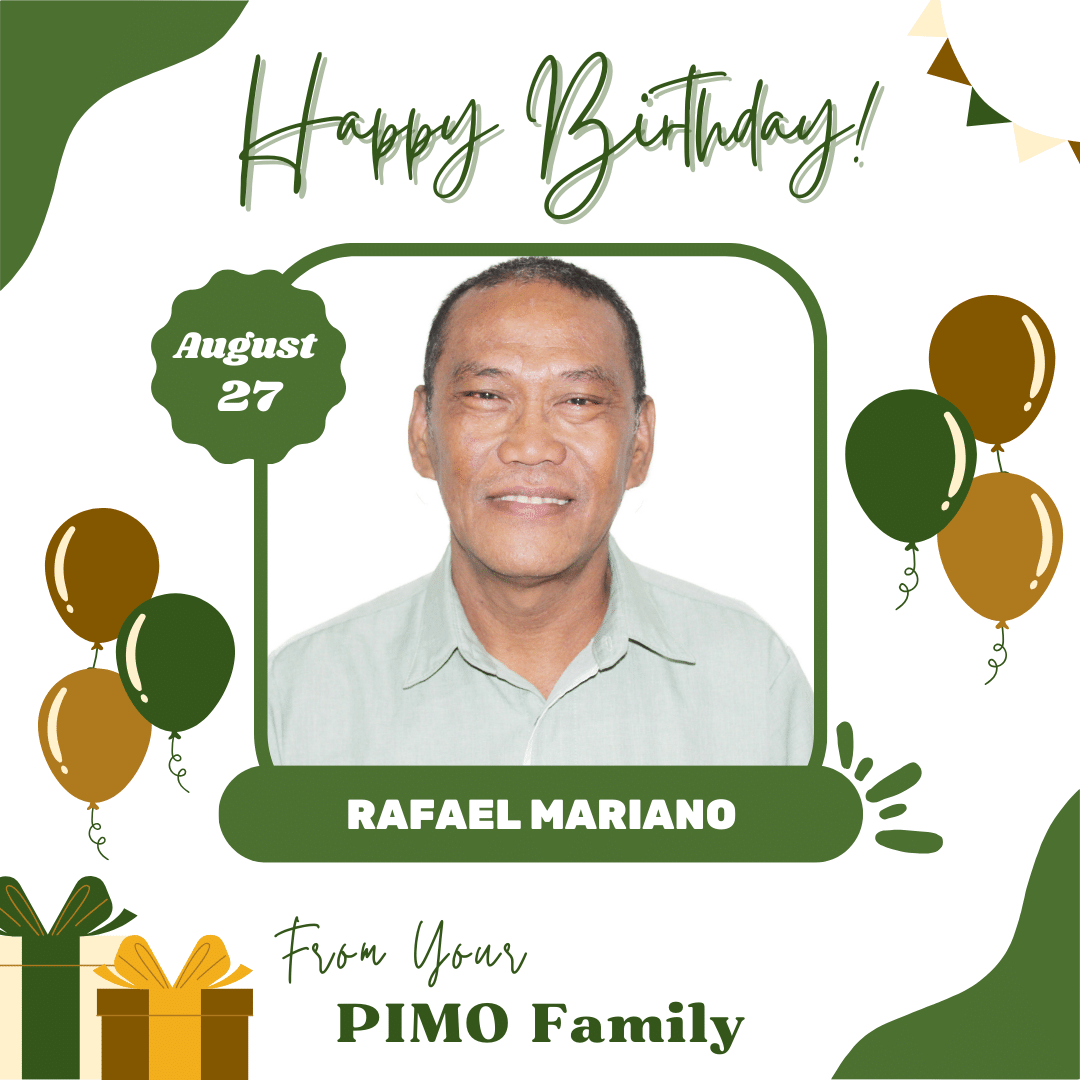 Happy Birthday!
August
27
RAFAEL MARIANO
From Your
PIMO Family